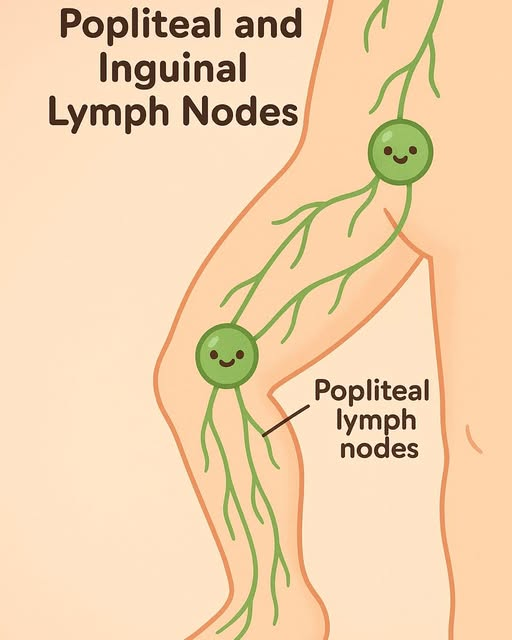 Popliteal and
Inguinal
Lymph Nodes
Popliteal
lymph
nodes